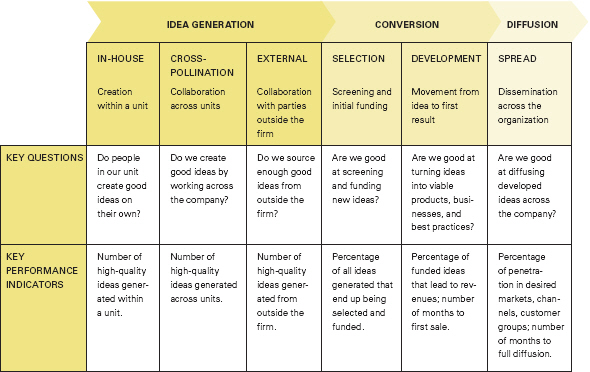 IDEA GENERATION
CONVERSION
DIFFUSION
IN-HOUSE
Creation
within a unit
CROSS-
POLLINATION
Collaboration
across units
EXTERNAL
Collaboration
with parties
outside the
firm
SELECTION
Screening and
initial funding
DEVELOPMENT
Movement from
idea to first
result
SPREAD
Dissemination
across the
organization
KEY QUESTIONS
Do people
in our unit
create good
ideas on
their own?
Do we create
good ideas by
working across
the company?
Do we source
enough good
ideas from
outside the
firm?
Are we good
at screening
and funding
new ideas?
Are we good at
turning ideas
into viable
products, busi-
nesses, and
best practices?
Are we good
at diffusing
developed
ideas across
the company?
KEY
PERFORMANCE
INDICATORS
Number of
high-quality
ideas gener-
ated within
a unit.
Number of
high-quality
ideas generated
across units.
Number of
high-quality
ideas gener-
ated from
outside the
firm.
Percentage
of all ideas
generated that
end up being
selected and
funded.
Percentage of
funded ideas
that lead to rev-
enues; number
of months to
first sale.
Percentage
of penetra-
tion in desired
markets, chan-
nels, customer
groups; number
of months to
full diffusion.